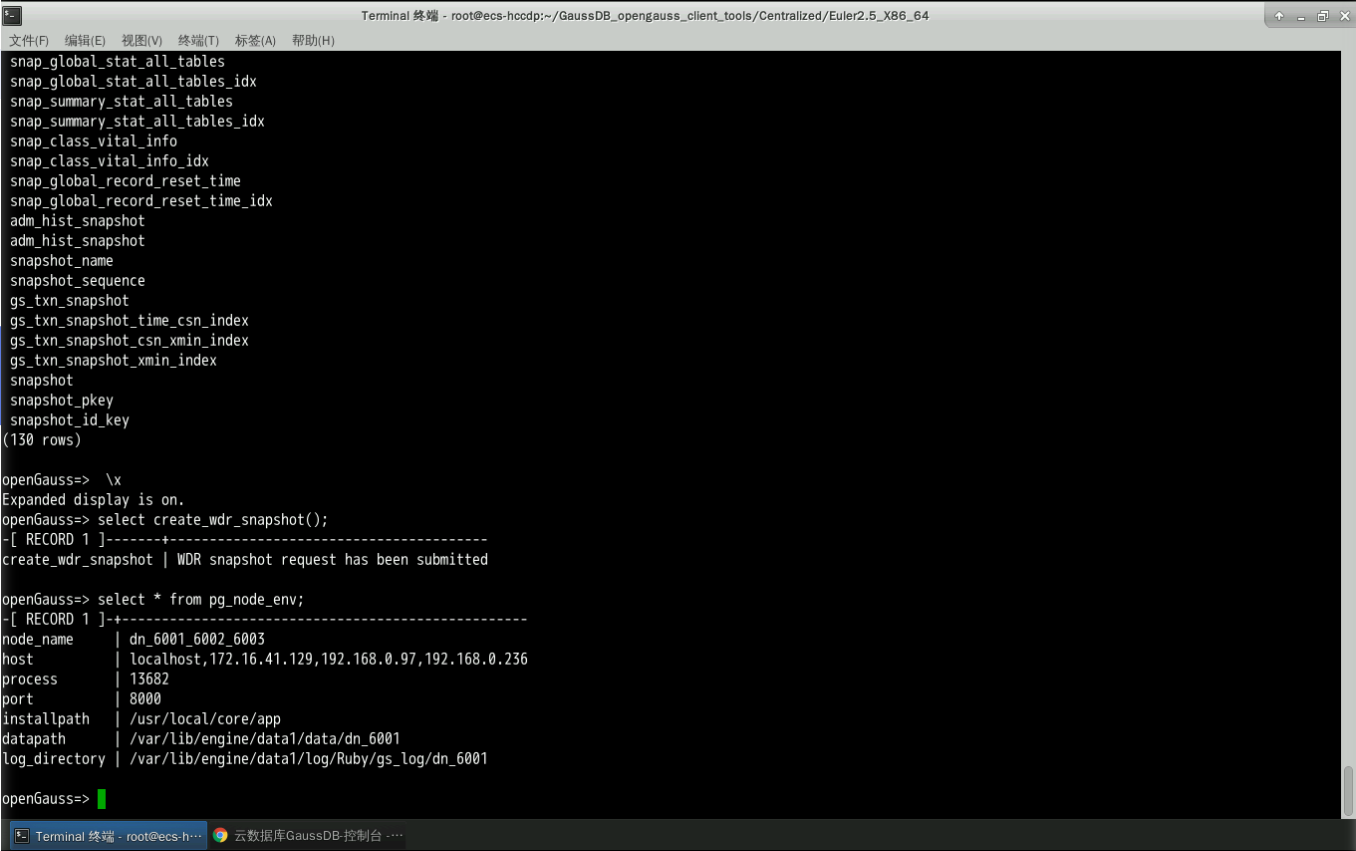 Terminal 终端 - root@ecs-hccdp:~/GaussDB_opengauss_client_tools/Centralized/Euler2.5_X86_64
文件(F) 编辑(E) 视图(V) 终端(T) 标签(A) 帮助(H)
snap_global_stat_all_tables
snap_global_stat_all_tables_idx
snap_summary_stat_all_tables
snap_summary_stat_all_tables_idx
snap_class_vital_info
snap_class_vital_info_idx
snap_global_record_reset_time
snap_global_record_reset_time_idx
adm_hist_snapshot
adm_hist_snapshot
snapshot_name
snapshot_sequence
gs_txn_snapshot
gs_txn_snapshot_time_csn_index
gs_txn_snapshot_csn_xmin_index
gs_txn_snapshot_xmin_index
snapshot
snapshot_pkey
snapshot_id_key
(130 rows)
openGauss=>  \x
Expanded display is on.
openGauss=> select create_wdr_snapshot();
-[ RECORD 1 ]-------+----------------------------------------
create_wdr_snapshot | WDR snapshot request has been submitted
openGauss=> select * from pg_node_env;
-[ RECORD 1 ]-+---------------------------------------------------
node_name     | dn_6001_6002_6003
host          | localhost,172.16.41.129,192.168.0.97,192.168.0.236
process       | 13682
port          | 8000
installpath   | /usr/local/core/app
datapath      | /var/lib/engine/data1/data/dn_6001
log_directory | /var/lib/engine/data1/log/Ruby/gs_log/dn_6001
openGauss=>
Terminal 终端 - root@ecs-h··· 云数据库GaussDB-控制台 -···